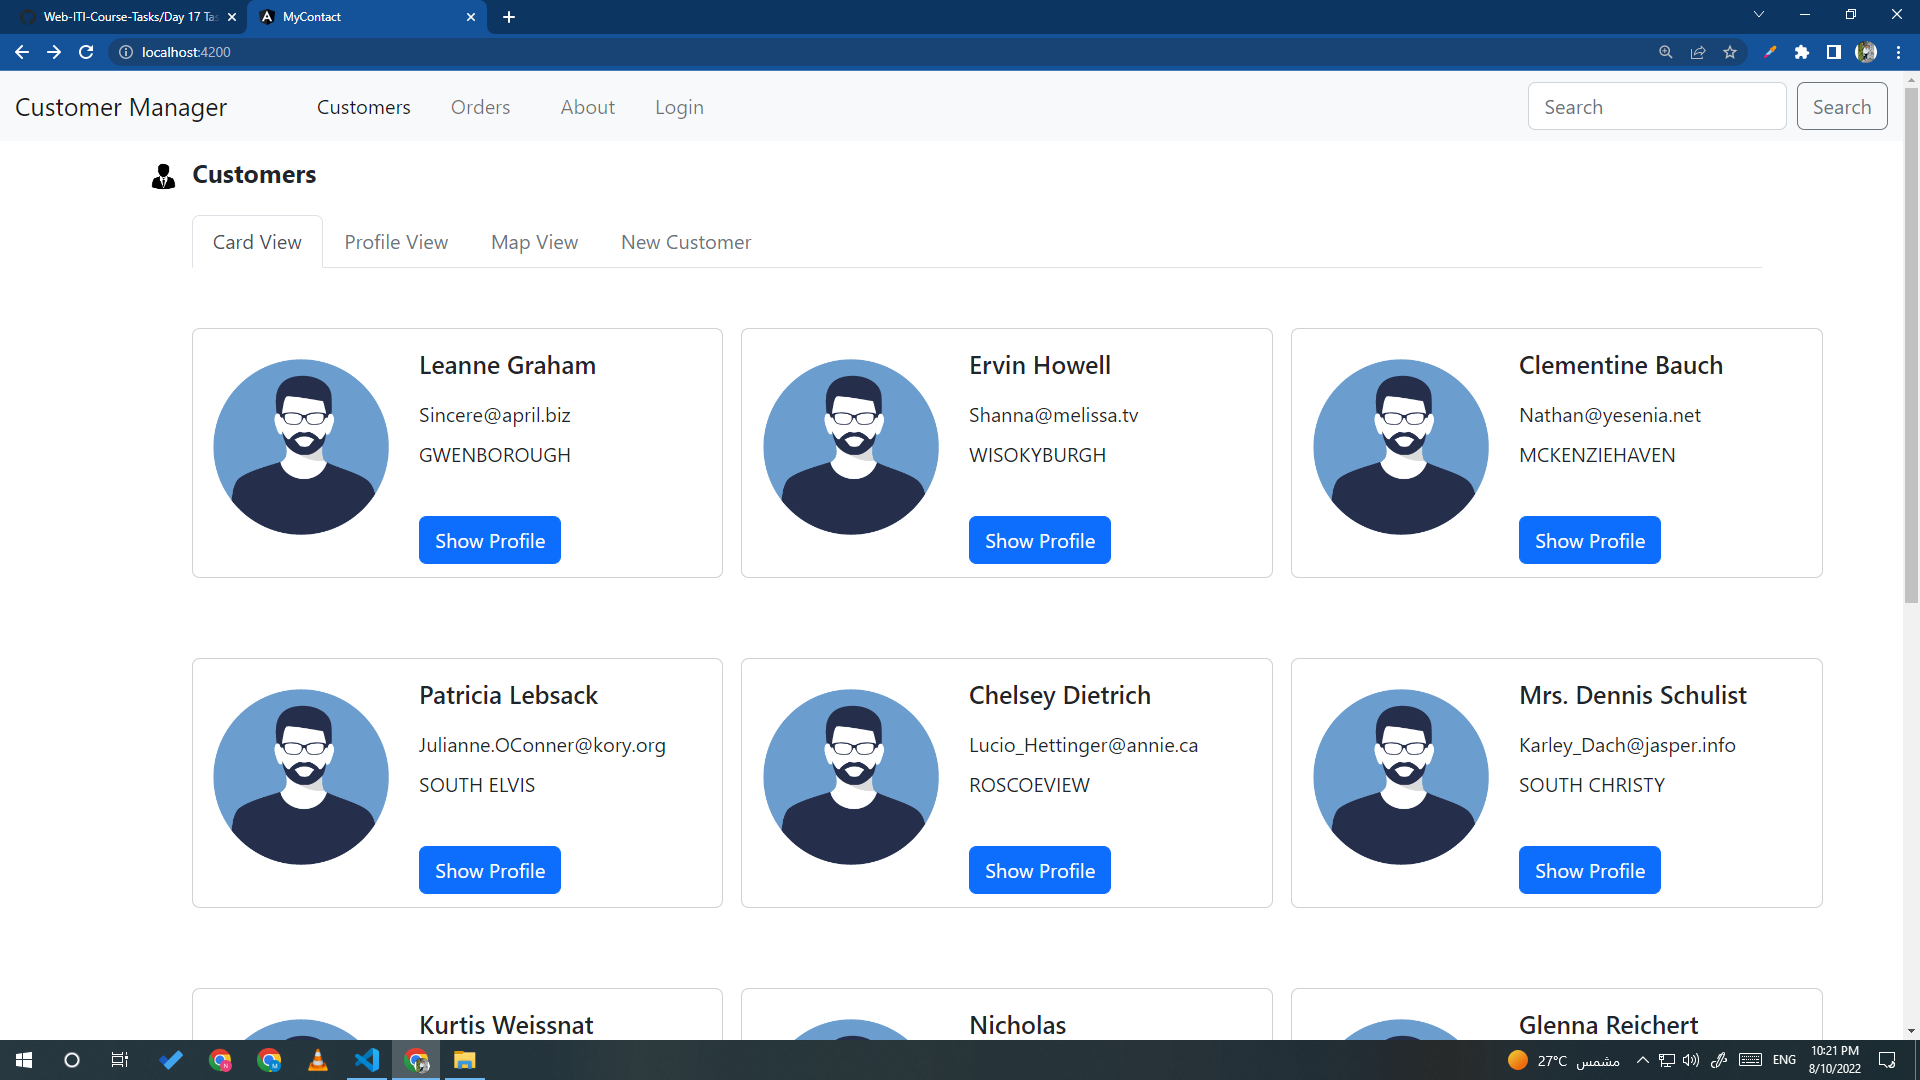 Web-ITI-Course-Tasks/Day 17 Tas
MyContact
localhost:4200
Customer Manager
Customers
Orders
About
Login
Search
Search
Customers
Card View
Profile View
Map View
New Customer
Leanne Graham
Sincere@april.biz
GWENBOROUGH
Show Profile
Ervin Howell
Shanna@melissa.tv
WISOKYBURGH
Show Profile
Clementine Bauch
Nathan@yesenia.net
MCKENZIEHAVEN
Show Profile
Patricia Lebsack
Julianne.OConner@kory.org
SOUTH ELVIS
Show Profile
Chelsey Dietrich
Lucio_Hettinger@annie.ca
ROSCOEVIEW
Show Profile
Mrs. Dennis Schulist
Karley_Dach@jasper.info
SOUTH CHRISTY
Show Profile
Kurtis Weissnat
Nicholas
Glenna Reichert
27°C مشمس
ENG
10:21 PM
8/10/2022